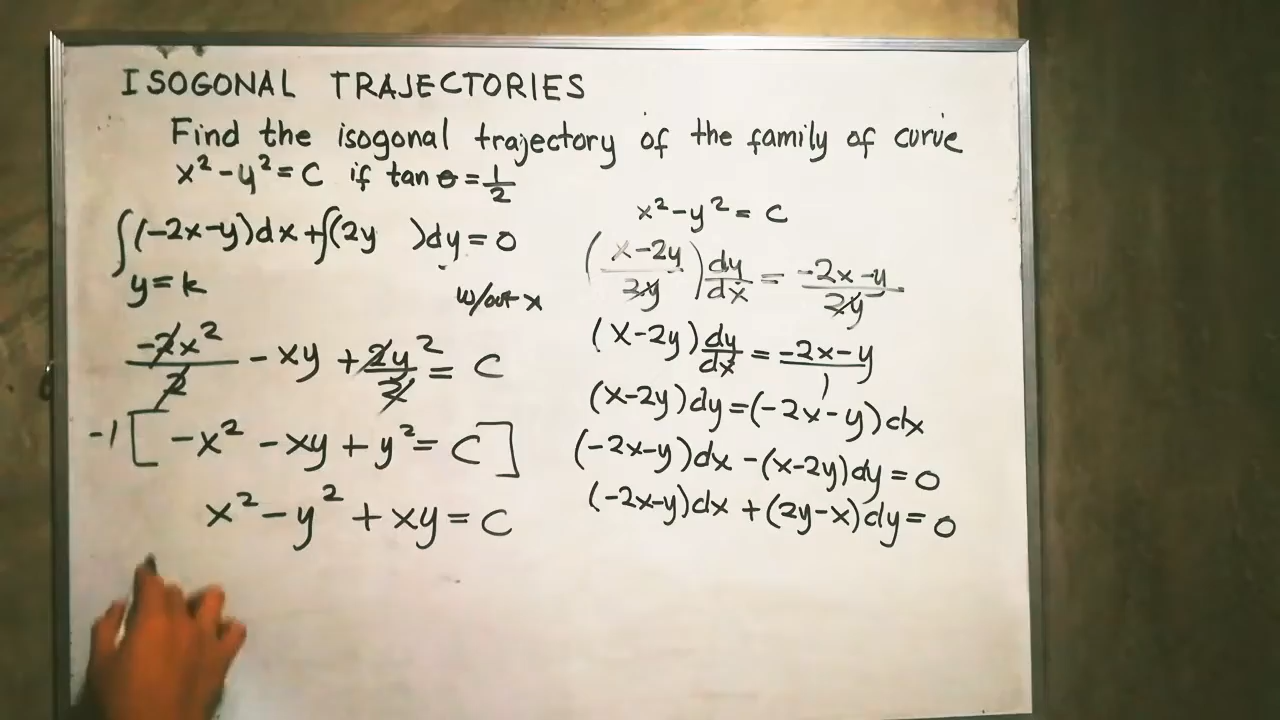 ISOGONAL TRAJECTORIES
Find the isogonal trajectory of the family of curve
x² - y² = C if tan θ = 1/2
∫(-2x-y)dx + ∫(2y )dy = 0
y = k w/out x
-2x²/2 - xy + 2y²/2 = C
-1[-x² - xy + y² = C]
x² - y² + xy = C
x² - y² = C
(x-2y/2y) dy/dx = -2x-y/2y
(x-2y) dy/dx = -2x-y/1
(x-2y)dy = (-2x-y)dx
(-2x-y)dx - (x-2y)dy = 0
(-2x-y)dx + (2y-x)dy = 0